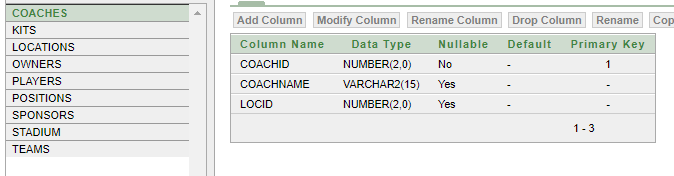 COACHES
KITS
LOCATIONS
OWNERS
PLAYERS
POSITIONS
SPONSORS
STADIUM
TEAMS
Add Column Modify Column Rename Column Drop Column Rename Cop
Column Name Data Type Nullable Default Primary Key
COACHID NUMBER(2,0) No - 1
COACHNAME VARCHAR2(15) Yes - -
LOCID NUMBER(2,0) Yes - -
1 - 3